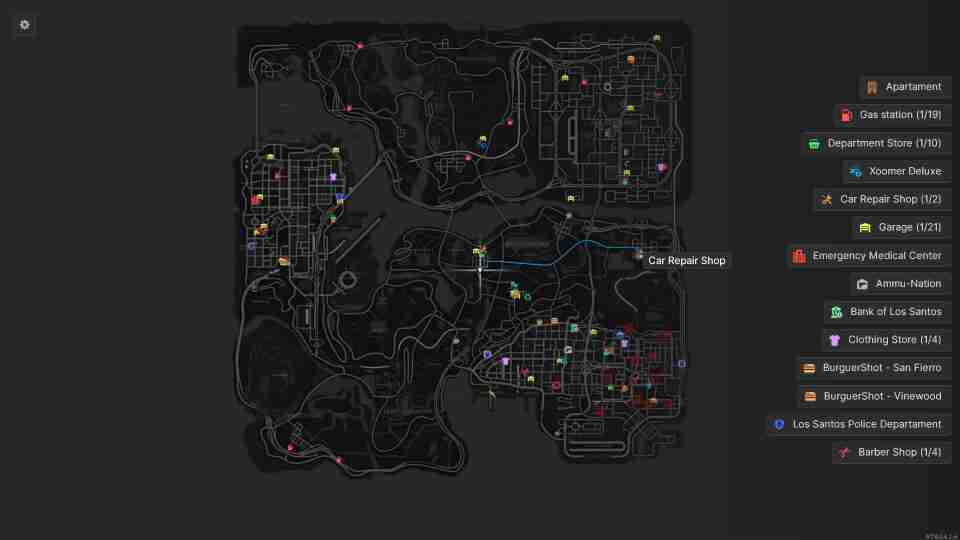 Apartament
Gas station (1/19)
Department Store (1/10)
Xoomer Deluxe
Car Repair Shop (1/2)
Garage (1/21)
Emergency Medical Center
Car Repair Shop
Ammu-Nation
Bank of Los Santos
Clothing Store (1/4)
BurguerShot - San Fierro
BurguerShot - Vinewood
Los Santos Police Departament
Barber Shop (1/4)